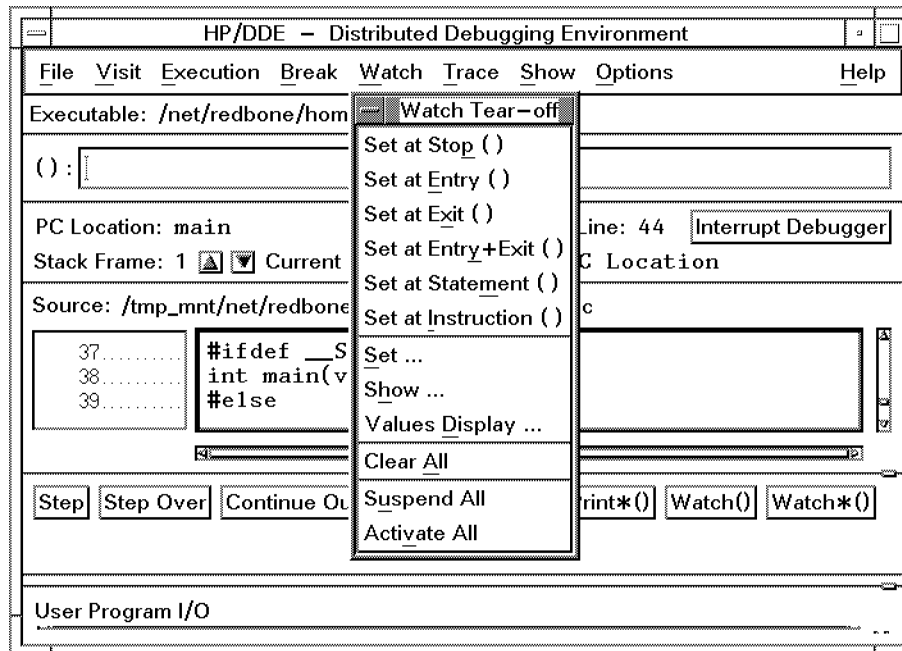 HP/DDE – Distributed Debugging Environment
File Visit Execution Break Watch Trace Show Options Help
Executable: /net/redbone/hom
( ) :
PC Location: main
Line: 44 Interrupt Debugger
Stack Frame: 1 Current
C Location
Source: /tmp_mnt/net/redbone
c
37..........
38..........
39..........
#ifdef __S
int main(v
#else
Step Step Over Continue Ou
rint*() Watch() Watch*()
User Program I/O
Watch Tear–off
Set at Stop ( )
Set at Entry ( )
Set at Exit ( )
Set at Entry+Exit ( )
Set at Statement ( )
Set at Instruction ( )
Set ...
Show ...
Values Display ...
Clear All
Suspend All
Activate All